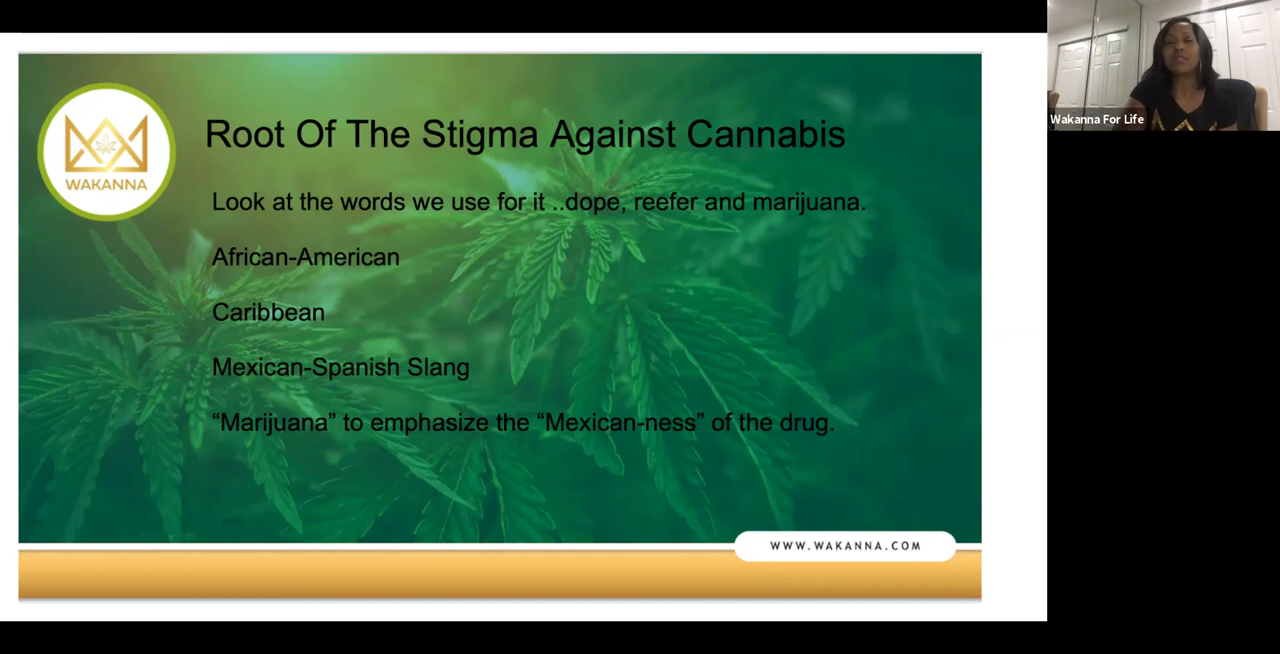 WAKANNA
Root Of The Stigma Against Cannabis
Look at the words we use for it ..dope, reefer and marijuana.
African-American
Caribbean
Mexican-Spanish Slang
“Marijuana” to emphasize the “Mexican-ness” of the drug.
WWW.WAKANNA.COM
Wakanna For Life